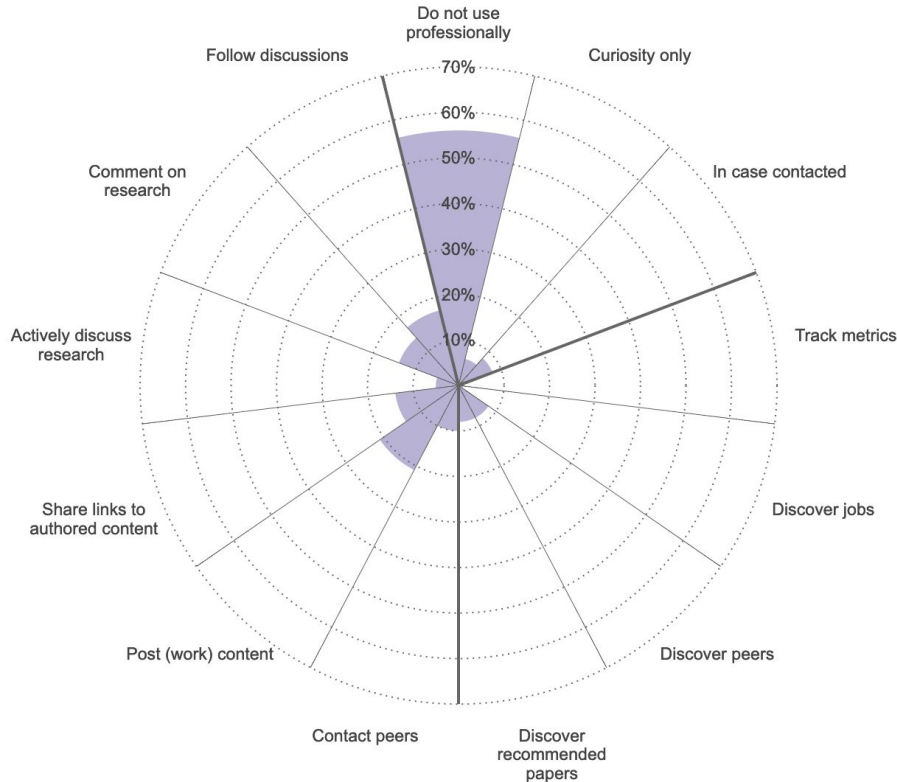 Do not use
professionally
Follow discussions
Curiosity only
70%
60%
50%
40%
30%
20%
10%
Comment on
research
In case contacted
Actively discuss
research
Track metrics
Share links to
authored content
Discover jobs
Post (work) content
Discover peers
Contact peers
Discover
recommended
papers